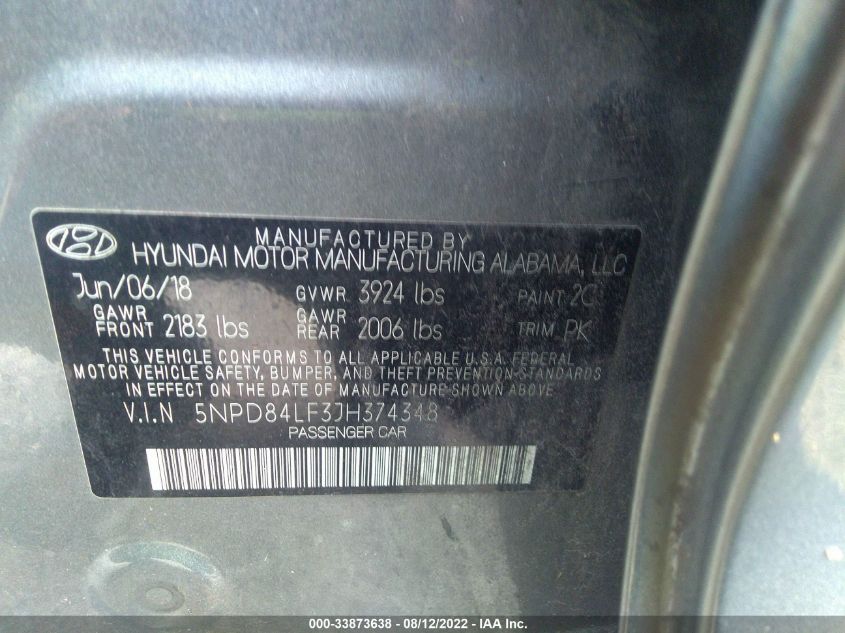 MANUFACTURED BY
HYUNDAI MOTOR MANUFACTURING ALABAMA, LLC
Jun/06/18 GVWR 3924 lbs PAINT 2C
GAWR FRONT 2183 lbs GAWR REAR 2006 lbs TRIM PK
THIS VEHICLE CONFORMS TO ALL APPLICABLE U.S.A. FEDERAL
MOTOR VEHICLE SAFETY, BUMPER, AND THEFT PREVENTION STANDARDS
IN EFFECT ON THE DATE OF MANUFACTURE SHOWN ABOVE
V.I.N 5NPD84LF3JH374348
PASSENGER CAR
000-33873638 - 08/12/2022 - IAA Inc.